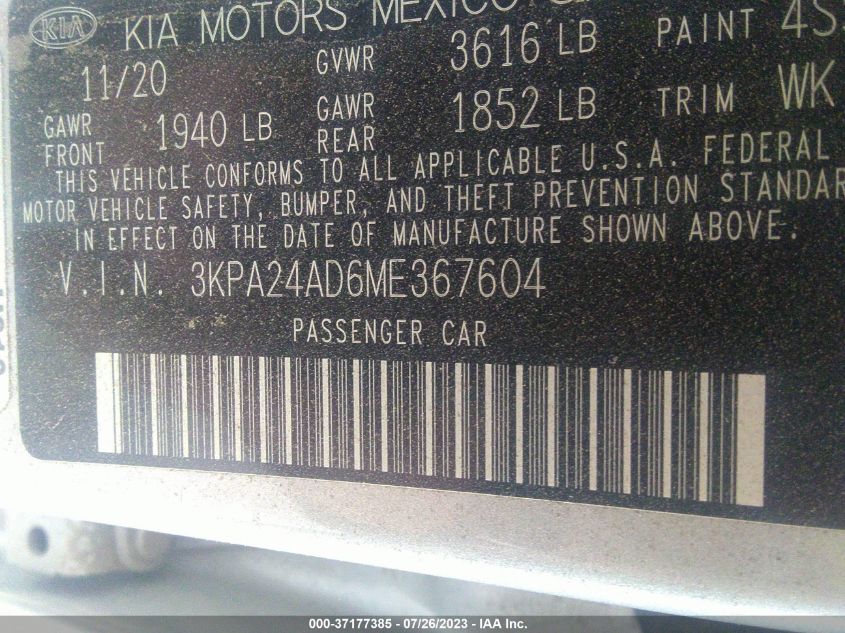 KIA KIA MOTORS MEXICO
11/20 GVWR 3616 LB PAINT
GAWR FRONT 1940 LB GAWR REAR 1852 LB TRIM WK
THIS VEHICLE CONFORMS TO ALL APPLICABLE U.S.A. FEDERAL
MOTOR VEHICLE SAFETY, BUMPER, AND THEFT PREVENTION STANDAR
IN EFFECT ON THE DATE OF MANUFACTURE SHOWN ABOVE.
V.I.N. 3KPA24AD6ME367604
PASSENGER CAR
000-37177385 - 07/26/2023 - © IAA Inc.